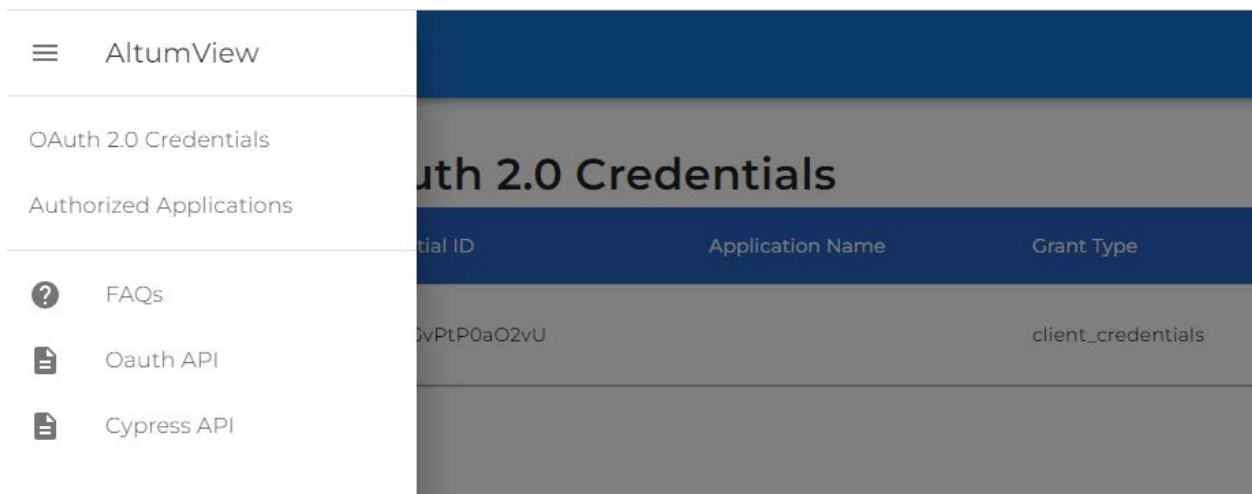 AltumView
OAuth 2.0 Credentials
Authorized Applications
FAQs
Oauth API
Cypress API
uth 2.0 Credentials
tial ID Application Name Grant Type
vPtP0aO2vU client_credentials